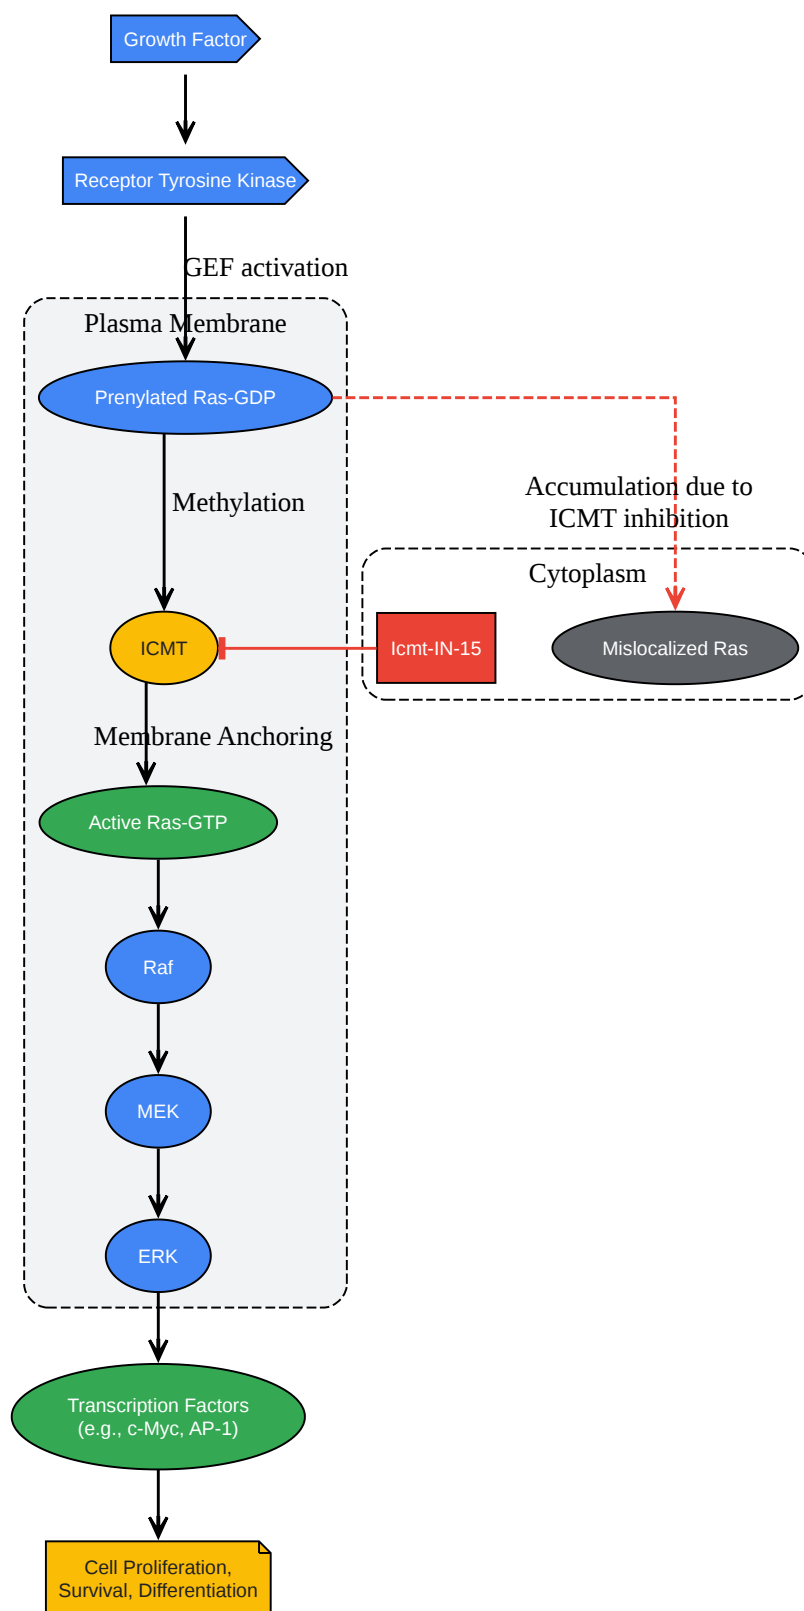 Growth Factor
Receptor Tyrosine Kinase
GEF activation
Plasma Membrane
Prenylated Ras-GDP
Accumulation due to
ICMT inhibition
Methylation
Cytoplasm
ICMT
Icmt-IN-15
Mislocalized Ras
Membrane Anchoring
Active Ras-GTP
Raf
MEK
ERK
Transcription Factors
(e.g., c-Myc, AP-1)
Cell Proliferation,
Survival, Differentiation